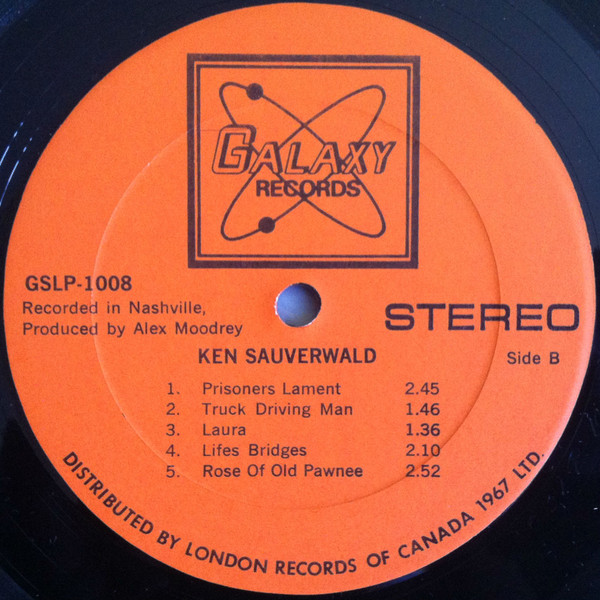 GALAXY
RECORDS
GSLP-1008
Recorded in Nashville,
Produced by Alex Moodrey
STEREO
KEN SAUVERWALD
Side B
1. Prisoners Lament 2.45
2. Truck Driving Man 1.46
3. Laura 1.36
4. Lifes Bridges 2.10
5. Rose Of Old Pawnee 2.52
DISTRIBUTED BY LONDON RECORDS OF CANADA 1967 LTD.